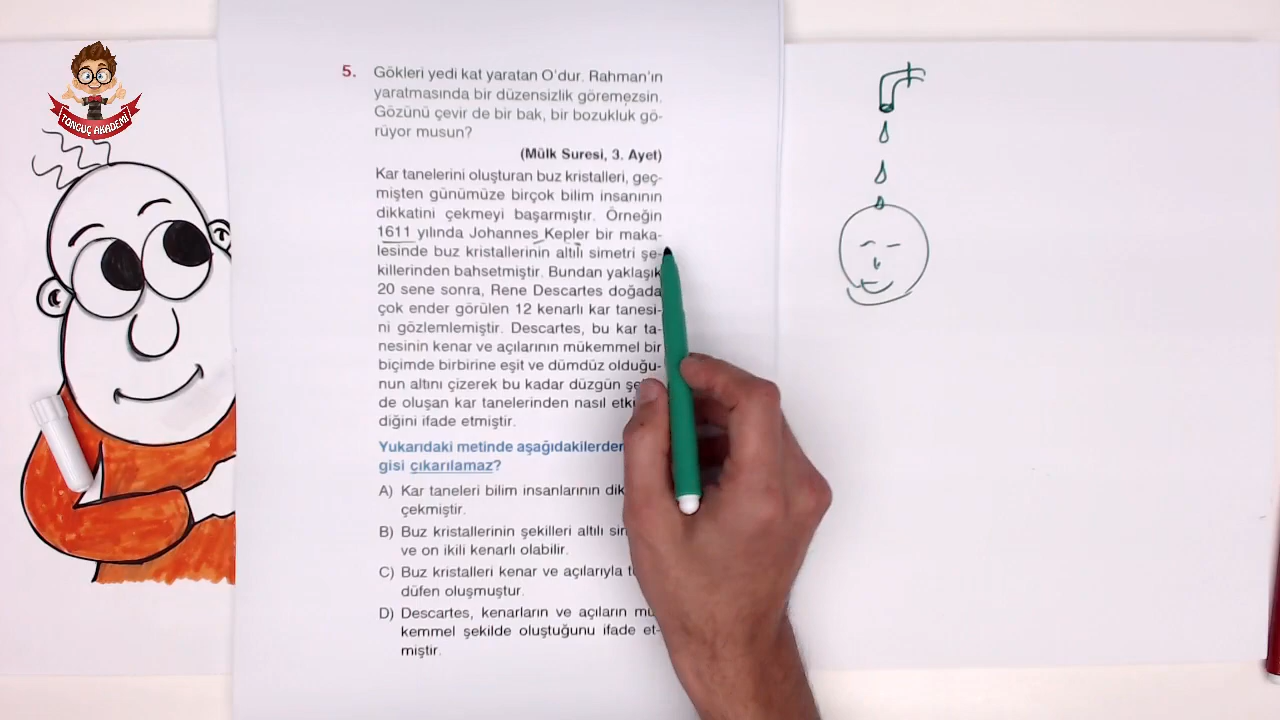 TONGUÇ AKADEMİ
5. Gökleri yedi kat yaratan O'dur. Rahman'ın
yaratmasında bir düzensizlik göremezsin.
Gözünü çevir de bir bak, bir bozukluk gö-
rüyor musun?
(Mülk Suresi, 3. Ayet)
Kar tanelerini oluşturan buz kristalleri, geç-
mişten günümüze birçok bilim insanının
dikkatini çekmeyi başarmıştır. Örneğin
1611 yılında Johannes Kepler bir maka-
lesinde buz kristallerinin altılı simetri şe-
killerinden bahsetmiştir. Bundan yaklaşık
20 sene sonra, Rene Descartes doğada
çok ender görülen 12 kenarlı kar tanesi-
ni gözlemlemiştir. Descartes, bu kar ta-
nesinin kenar ve açılarının mükemmel bir
biçimde birbirine eşit ve dümdüz olduğu-
nun altını çizerek bu kadar düzgün
de oluşan kar tanelerinden nasıl
diğini ifade etmiştir.
Yukarıdaki metinde aşağıdakilerden
gisi çıkarılamaz?
A) Kar taneleri bilim insanlarının
çekmiştir.
B) Buz kristallerinin şekilleri altılı
ve on ikili kenarlı olabilir.
C) Buz kristalleri kenar ve açılarıyla
düfen oluşmuştur.
D) Descartes, kenarların ve açıların mü-
kemmel şekilde oluştuğunu ifade et-
miştir.